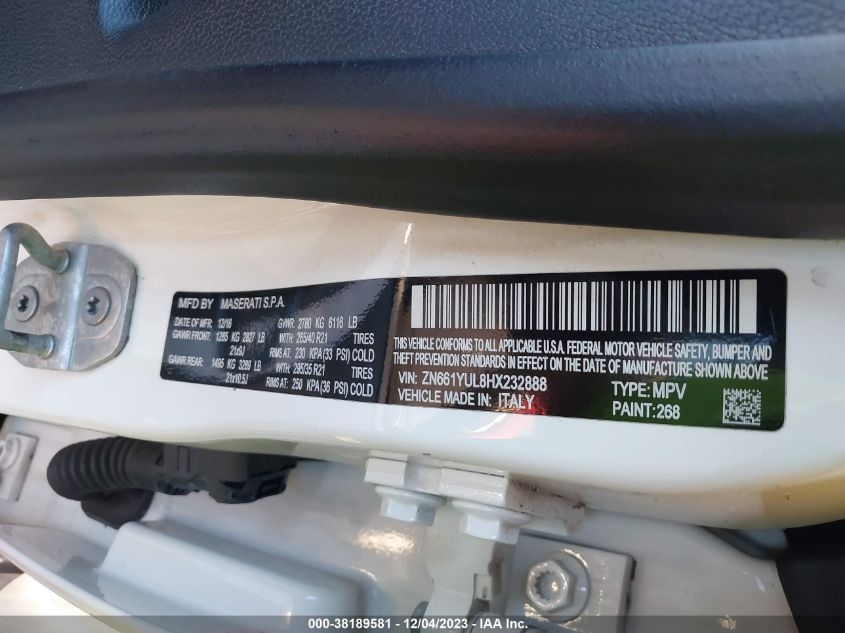 MFD BY MASERATI S.P.A.
DATE OF MFR: 12/16 GVWR: 2780 KG 6116 LB
GAWR FRONT: 1285 KG 2827 LB WITH: 265/40 R21 TIRES
21x9J RIMS AT: 230 KPA (33 PSI) COLD
GAWR REAR: 1495 KG 3289 LB WITH: 295/35 R21 TIRES
21x10.5J RIMS AT: 250 KPA (36 PSI) COLD
THIS VEHICLE CONFORMS TO ALL APPLICABLE U.S.A. FEDERAL MOTOR VEHICLE SAFETY, BUMPER AND
THEFT PREVENTION STANDARDS IN EFFECT ON THE DATE OF MANUFACTURE SHOWN ABOVE.
VIN: ZN661YUL8HX232888 TYPE: MPV
VEHICLE MADE IN: ITALY PAINT: 268
000-38189581 - 12/04/2023 - IAAI.COM